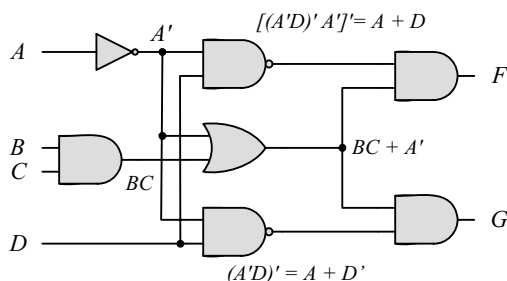 [(A'D)' A']' = A + D
A
A'
F
B
C
BC
BC + A'
G
D
(A'D)' = A + D’